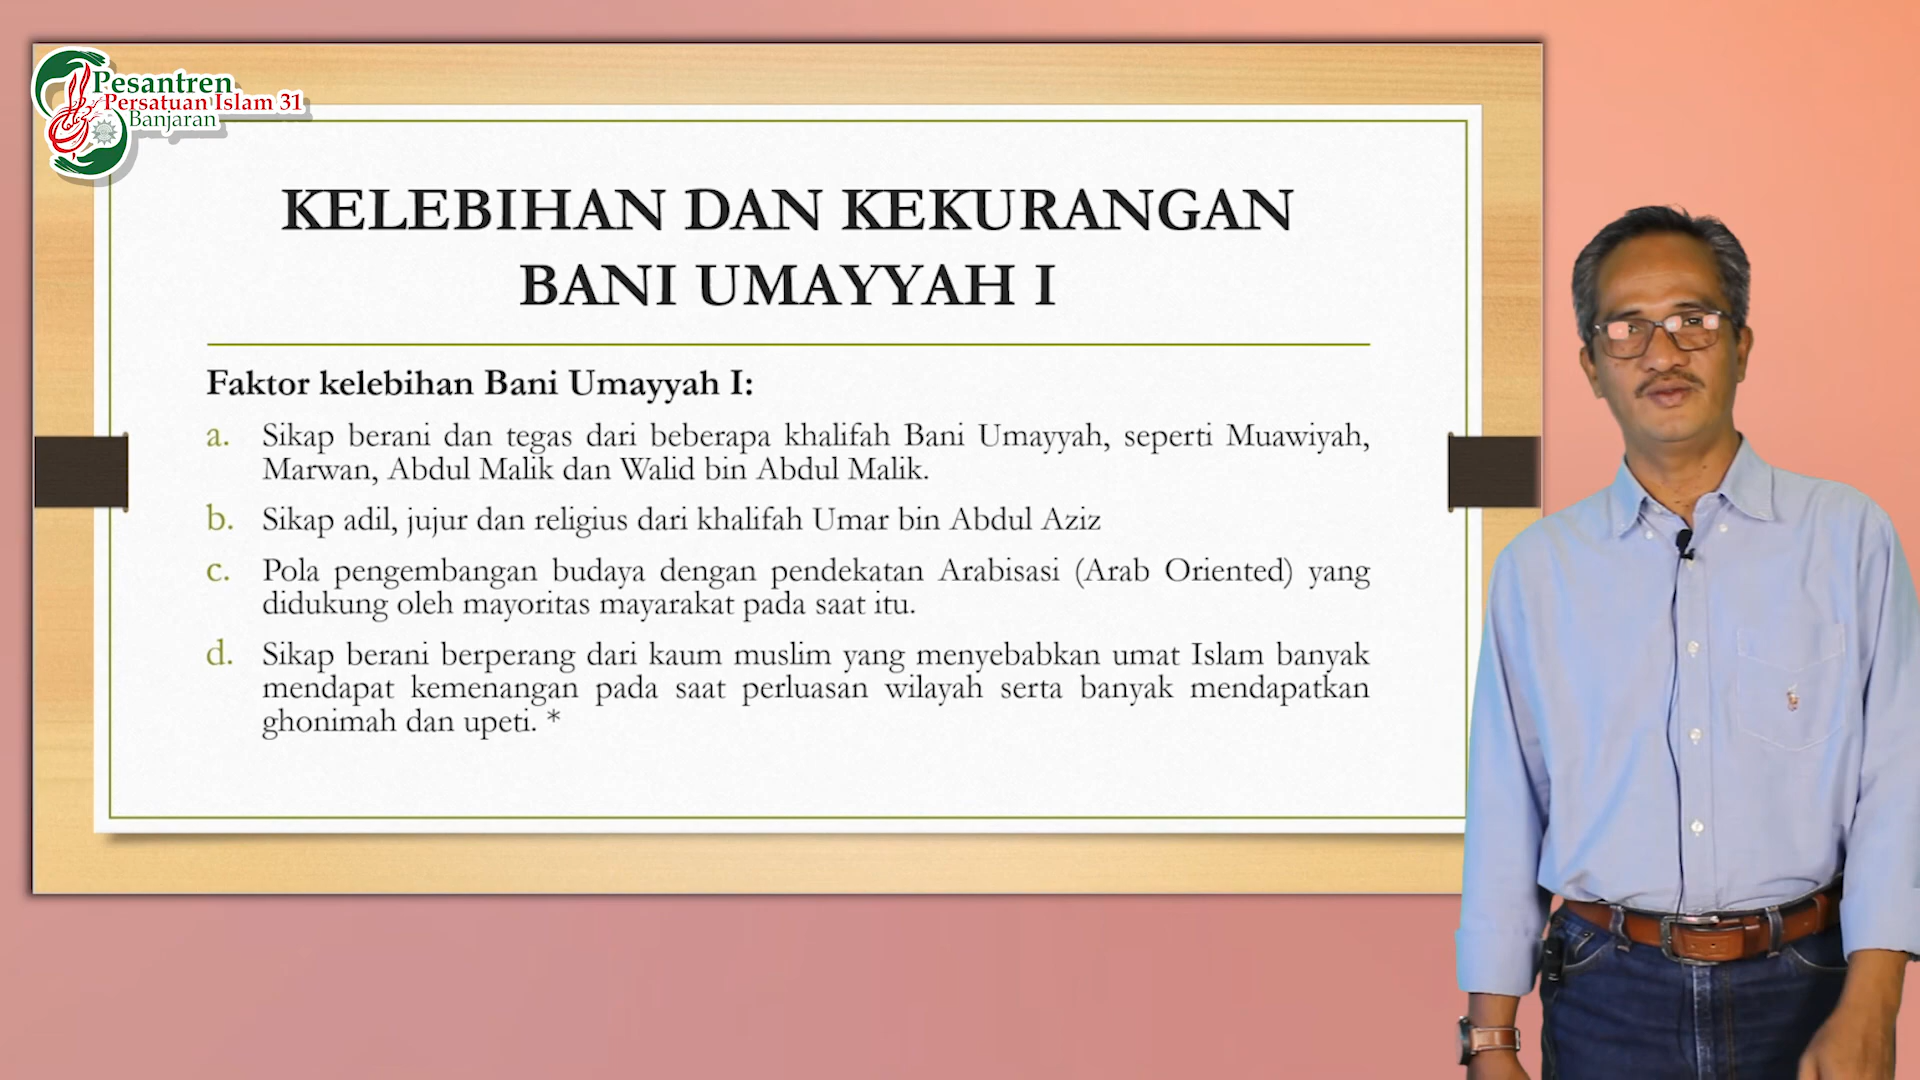 Pesantren
Persatuan Islam 31
Banjaran
KELEBIHAN DAN KEKURANGAN
BANI UMAYYAH I
Faktor kelebihan Bani Umayyah I:
a. Sikap berani dan tegas dari beberapa khalifah Bani Umayyah, seperti Muawiyah,
Marwan, Abdul Malik dan Walid bin Abdul Malik.
b. Sikap adil, jujur dan religius dari khalifah Umar bin Abdul Aziz
c. Pola pengembangan budaya dengan pendekatan Arabisasi (Arab Oriented) yang
didukung oleh mayoritas mayarakat pada saat itu.
d. Sikap berani berperang dari kaum muslim yang menyebabkan umat Islam banyak
mendapat kemenangan pada saat perluasan wilayah serta banyak mendapatkan
ghonimah dan upeti. *